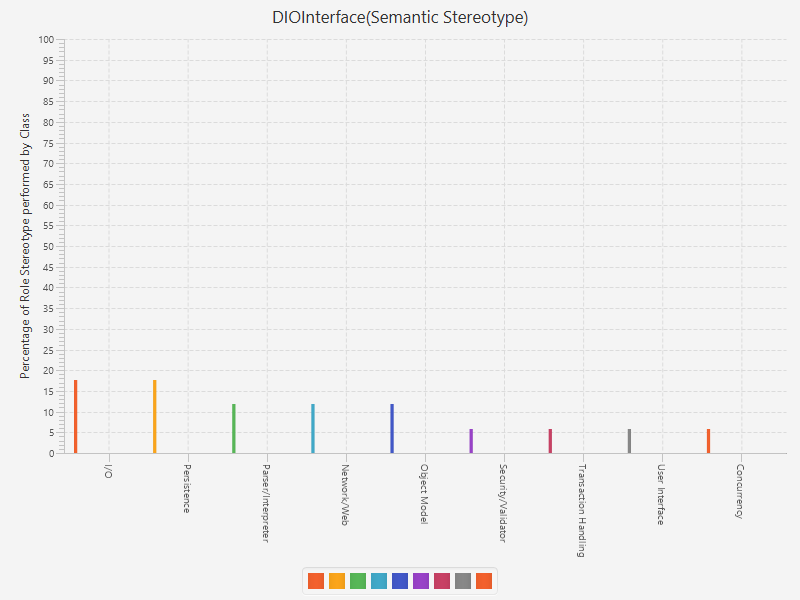 DIOInterface(Semantic Stereotype)
Percentage of Role Stereotype performed by Class
100
95
90
85
80
75
70
65
60
55
50
45
40
35
30
25
20
15
10
5
0
I/O
Persistence
Parser/Interpreter
Network/Web
Object Model
Security/Validator
Transaction Handling
User Interface
Concurrency